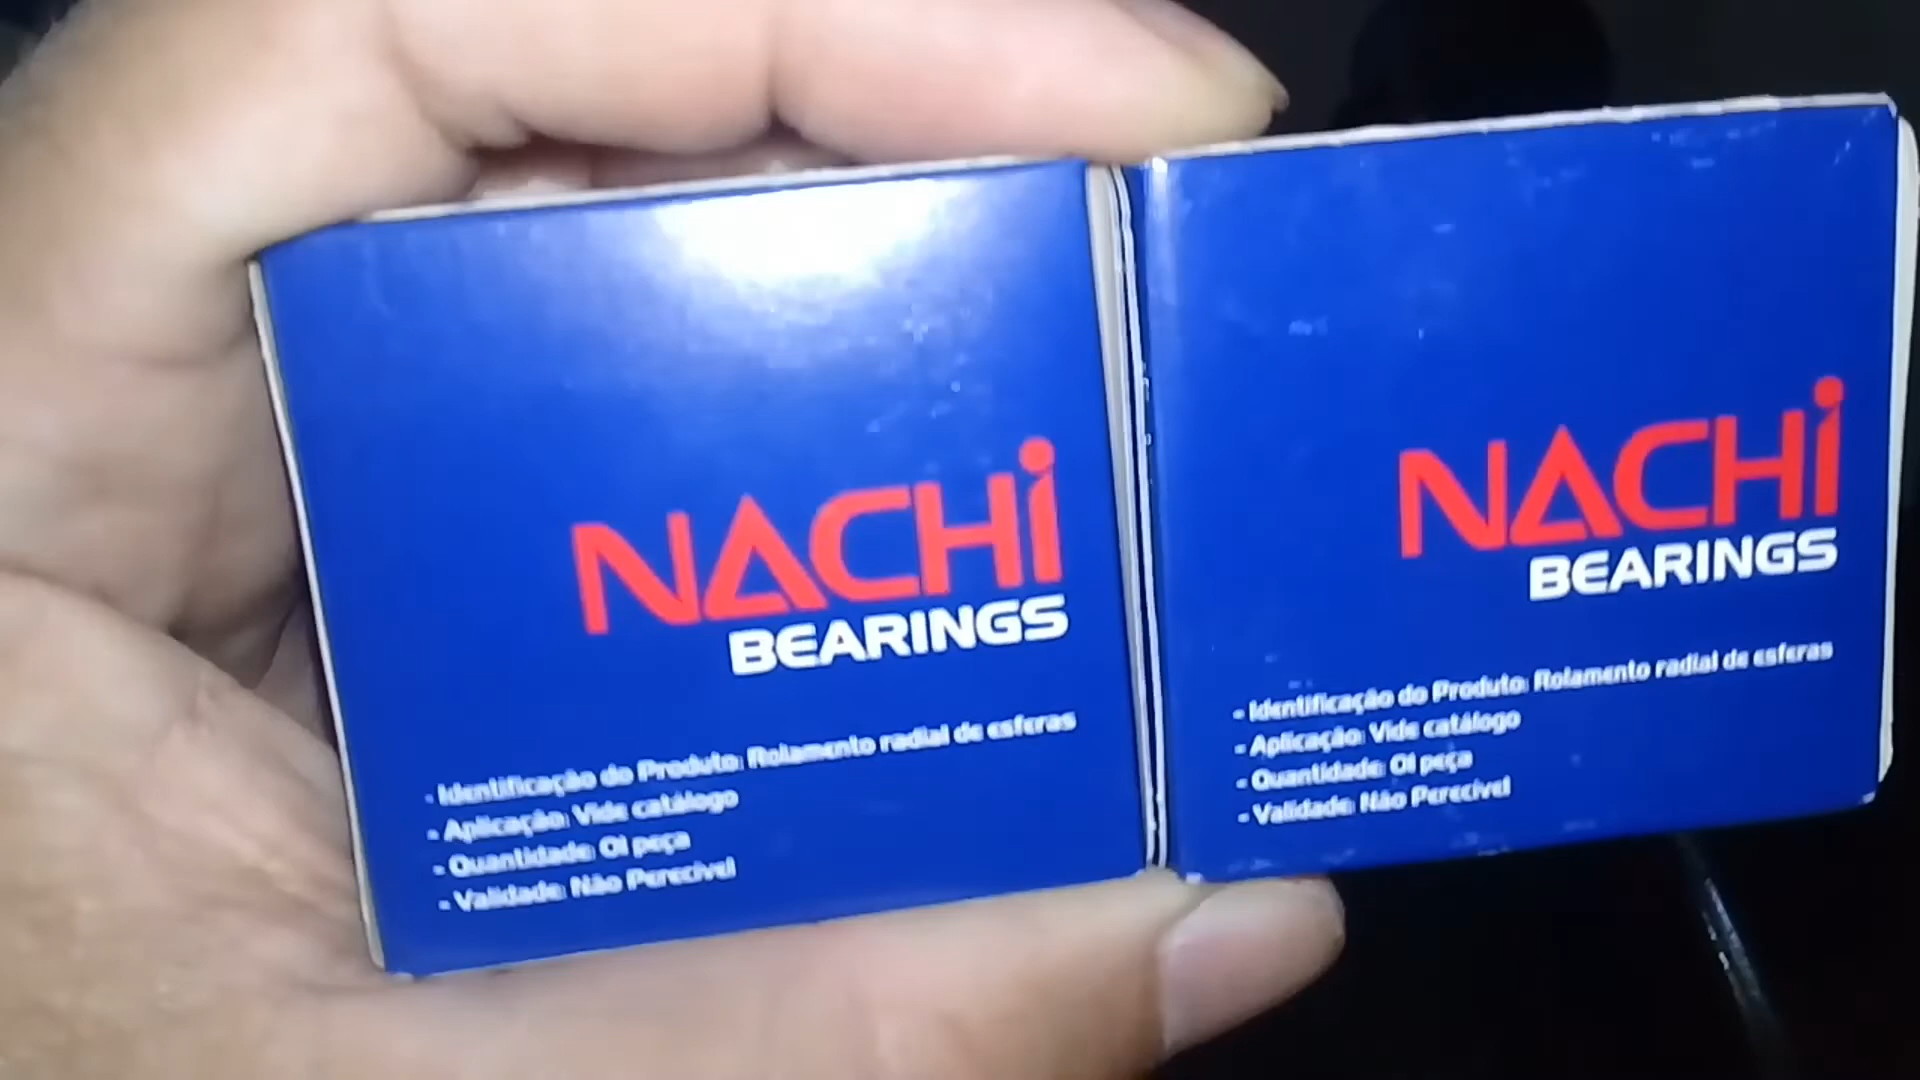 NACHi
BEARINGS
- Identificação do Produto: Rolamento radial de esferas
- Aplicação: Vide catálogo
- Quantidade: 01 peça
- Validade: Não Perecível
NACHi
BEARINGS
- Identificação do Produto: Rolamento radial de esferas
- Aplicação: Vide catálogo
- Quantidade: 01 peça
- Validade: Não Perecível